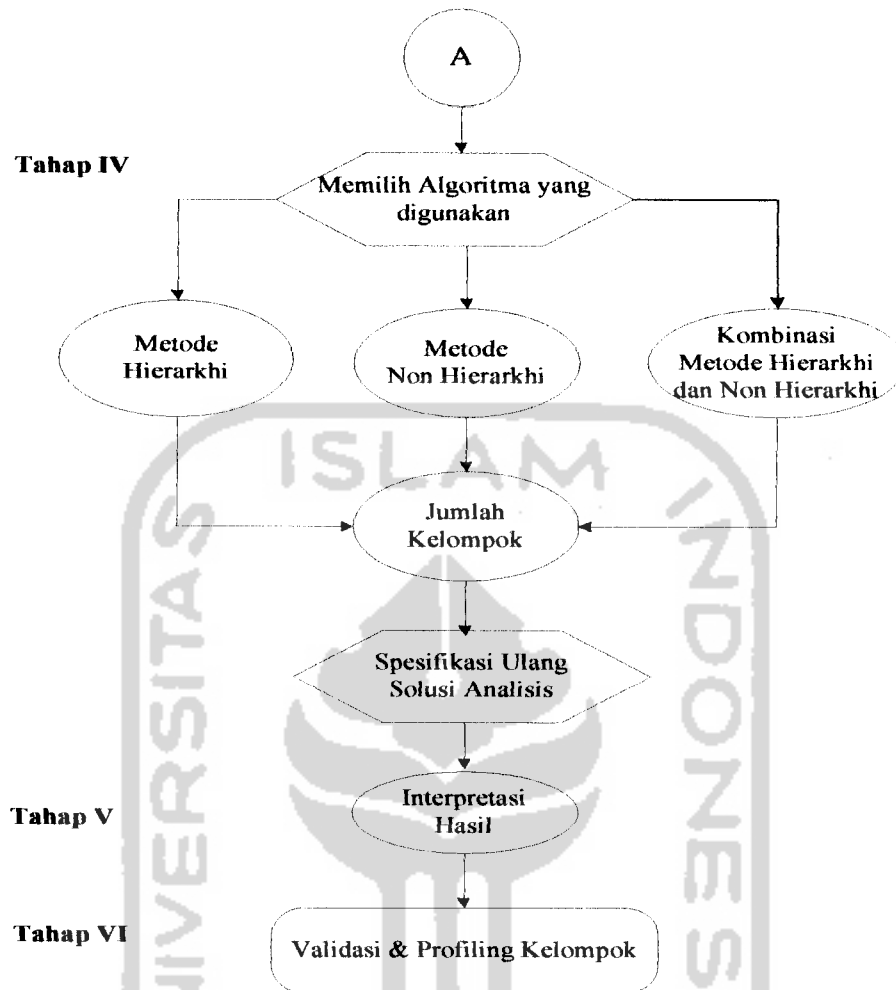 A
Tahap IV
Memilih Algoritma yang
digunakan
Metode
Hierarkhi
Metode
Non Hierarkhi
Kombinasi
Metode Hierarkhi
dan Non Hierarkhi
ISLAM
UNIVERSITAS
INDONES
Jumlah
Kelompok
Spesifikasi Ulang
Solusi Analisis
Tahap V
Interpretasi
Hasil
Tahap VI
Validasi & Profiling Kelompok